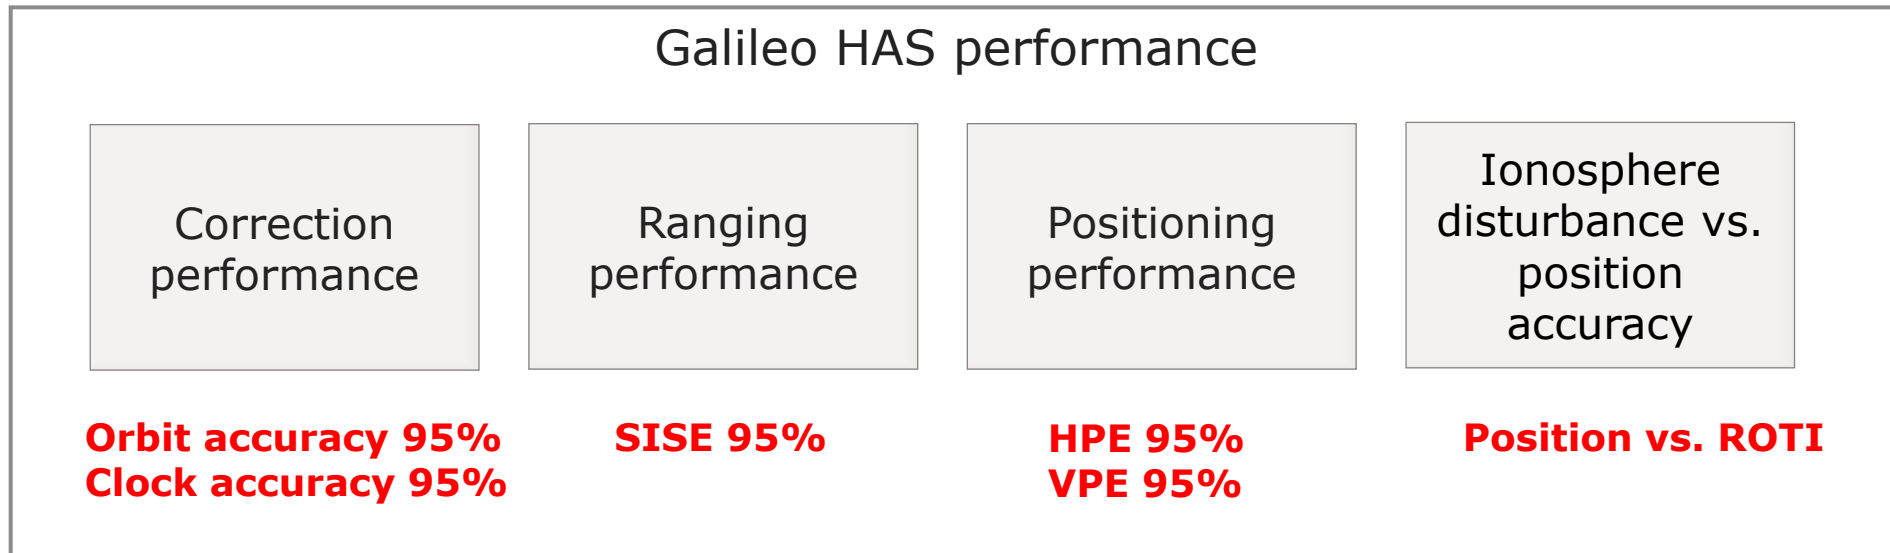 Galileo HAS performance
Correction
performance
Ranging
performance
Positioning
performance
Ionosphere
disturbance vs.
position
accuracy
Orbit accuracy 95%
Clock accuracy 95%
SISE 95%
HPE 95%
VPE 95%
Position vs. ROTI